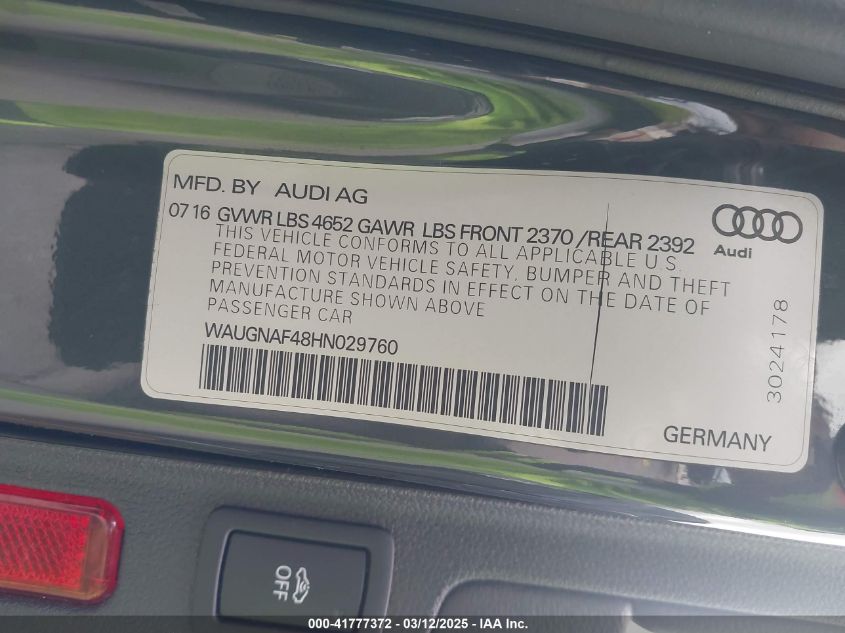 MFD. BY AUDI AG
07 16 GVWR LBS 4652 GAWR LBS FRONT 2370 /REAR 2392
THIS VEHICLE CONFORMS TO ALL APPLICABLE U.S.
FEDERAL MOTOR VEHICLE SAFETY, BUMPER AND THEFT
PREVENTION STANDARDS IN EFFECT ON THE DATE OF
MANUFACTURE SHOWN ABOVE
PASSENGER CAR
WAUGNAF48HN029760
Audi
3024178
GERMANY
OFF
000-41777372 - 03/12/2025 - IAA Inc.